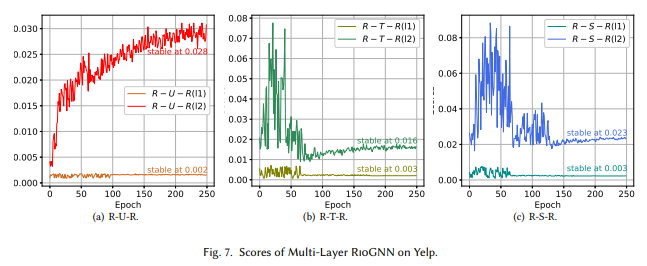 0.030
0.025
0.020
0.015
0.010
0.005
0.000
stable at 0.028
R − U − R(l1)
R − U − R(l2)
stable at 0.002
0 50 100 150 200 250
Epoch
(a) R-U-R.
0.08
0.07
0.06
0.05
0.04
0.03
0.02
0.01
0.00
R − T − R(l1)
R − T − R(l2)
stable at 0.016
stable at 0.003
0 50 100 150 200 250
Epoch
(b) R-T-R.
0.08
0.06
0.04
0.02
0.00
R − S − R(l1)
R − S − R(l2)
stable at 0.023
stable at 0.003
0 50 100 150 200 250
Epoch
(c) R-S-R.
Fig. 7. Scores of Multi-Layer RIOGNN on Yelp.